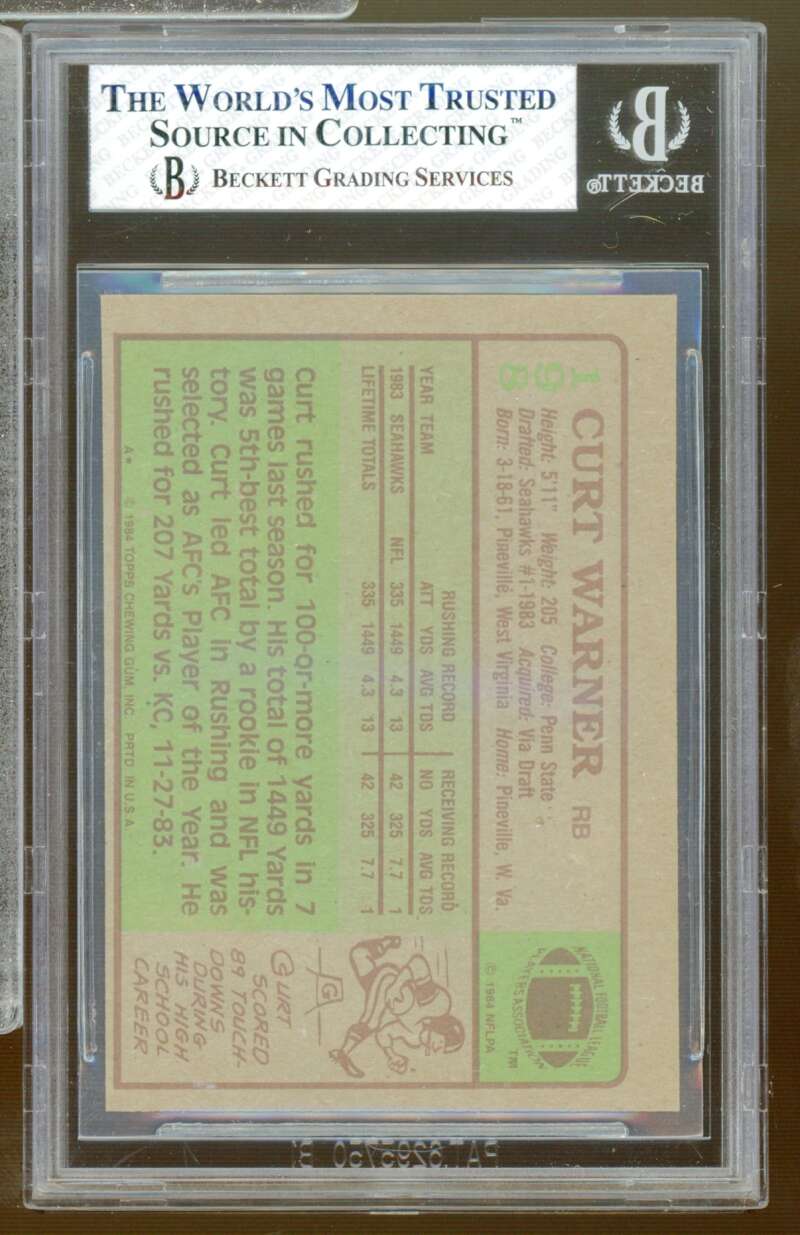 THE WORLD'S MOST TRUSTED
SOURCE IN COLLECTING™
B BECKETT GRADING SERVICES
B
BECKETT®
198
CURT WARNER RB
Height: 5'11" Weight: 205 College: Penn State
Drafted: Seahawks #1-1983 Acquired: Via Draft
Born: 3-18-61, Pineville, West Virginia Home: Pineville, W. Va.
NATIONAL FOOTBALL LEAGUE
PLAYERS ASSOCIATION
TM
© 1984 NFLPA
RUSHING RECORD RECEIVING RECORD
YEAR TEAM ATT YDS AVG TDS NO YDS AVG TDS
1983 SEAHAWKS NFL 335 1449 4.3 13 42 325 7.7 1
LIFETIME TOTALS 335 1449 4.3 13 42 325 7.7 1
Curt rushed for 100-or-more yards in 7
games last season. His total of 1449 Yards
was 5th-best total by a rookie in NFL his-
tory. Curt led AFC in Rushing and was
selected as AFC's Player of the Year. He
rushed for 207 Yards vs. KC, 11-27-83.
A* © 1984 TOPPS CHEWING GUM, INC. PRTD. IN U.S.A.
G
CURT
SCORED
89 TOUCH-
DOWNS
DURING
HIS HIGH
SCHOOL
CAREER